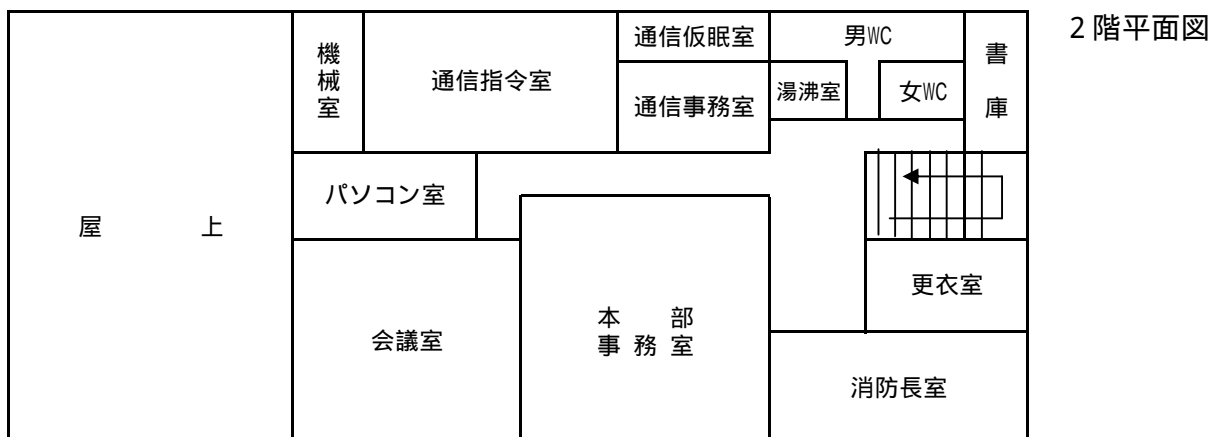 2階平面図
機械室
通信指令室
通信仮眠室
男WC
書庫
通信事務室
湯沸室
女WC
パソコン室
屋 上
更衣室
会議室
本 部
事 務 室
消防長室